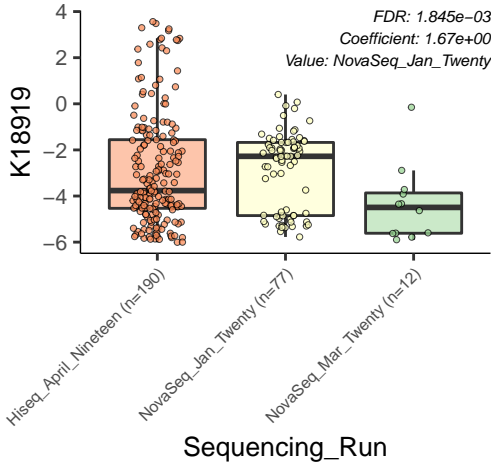 FDR: 1.845e−03
Coefficient: 1.67e+00
Value: NovaSeq_Jan_Twenty
K18919
4
2
0
−2
−4
−6
Hiseq_April_Nineteen (n=190)
NovaSeq_Jan_Twenty (n=77)
NovaSeq_Mar_Twenty (n=12)
Sequencing_Run